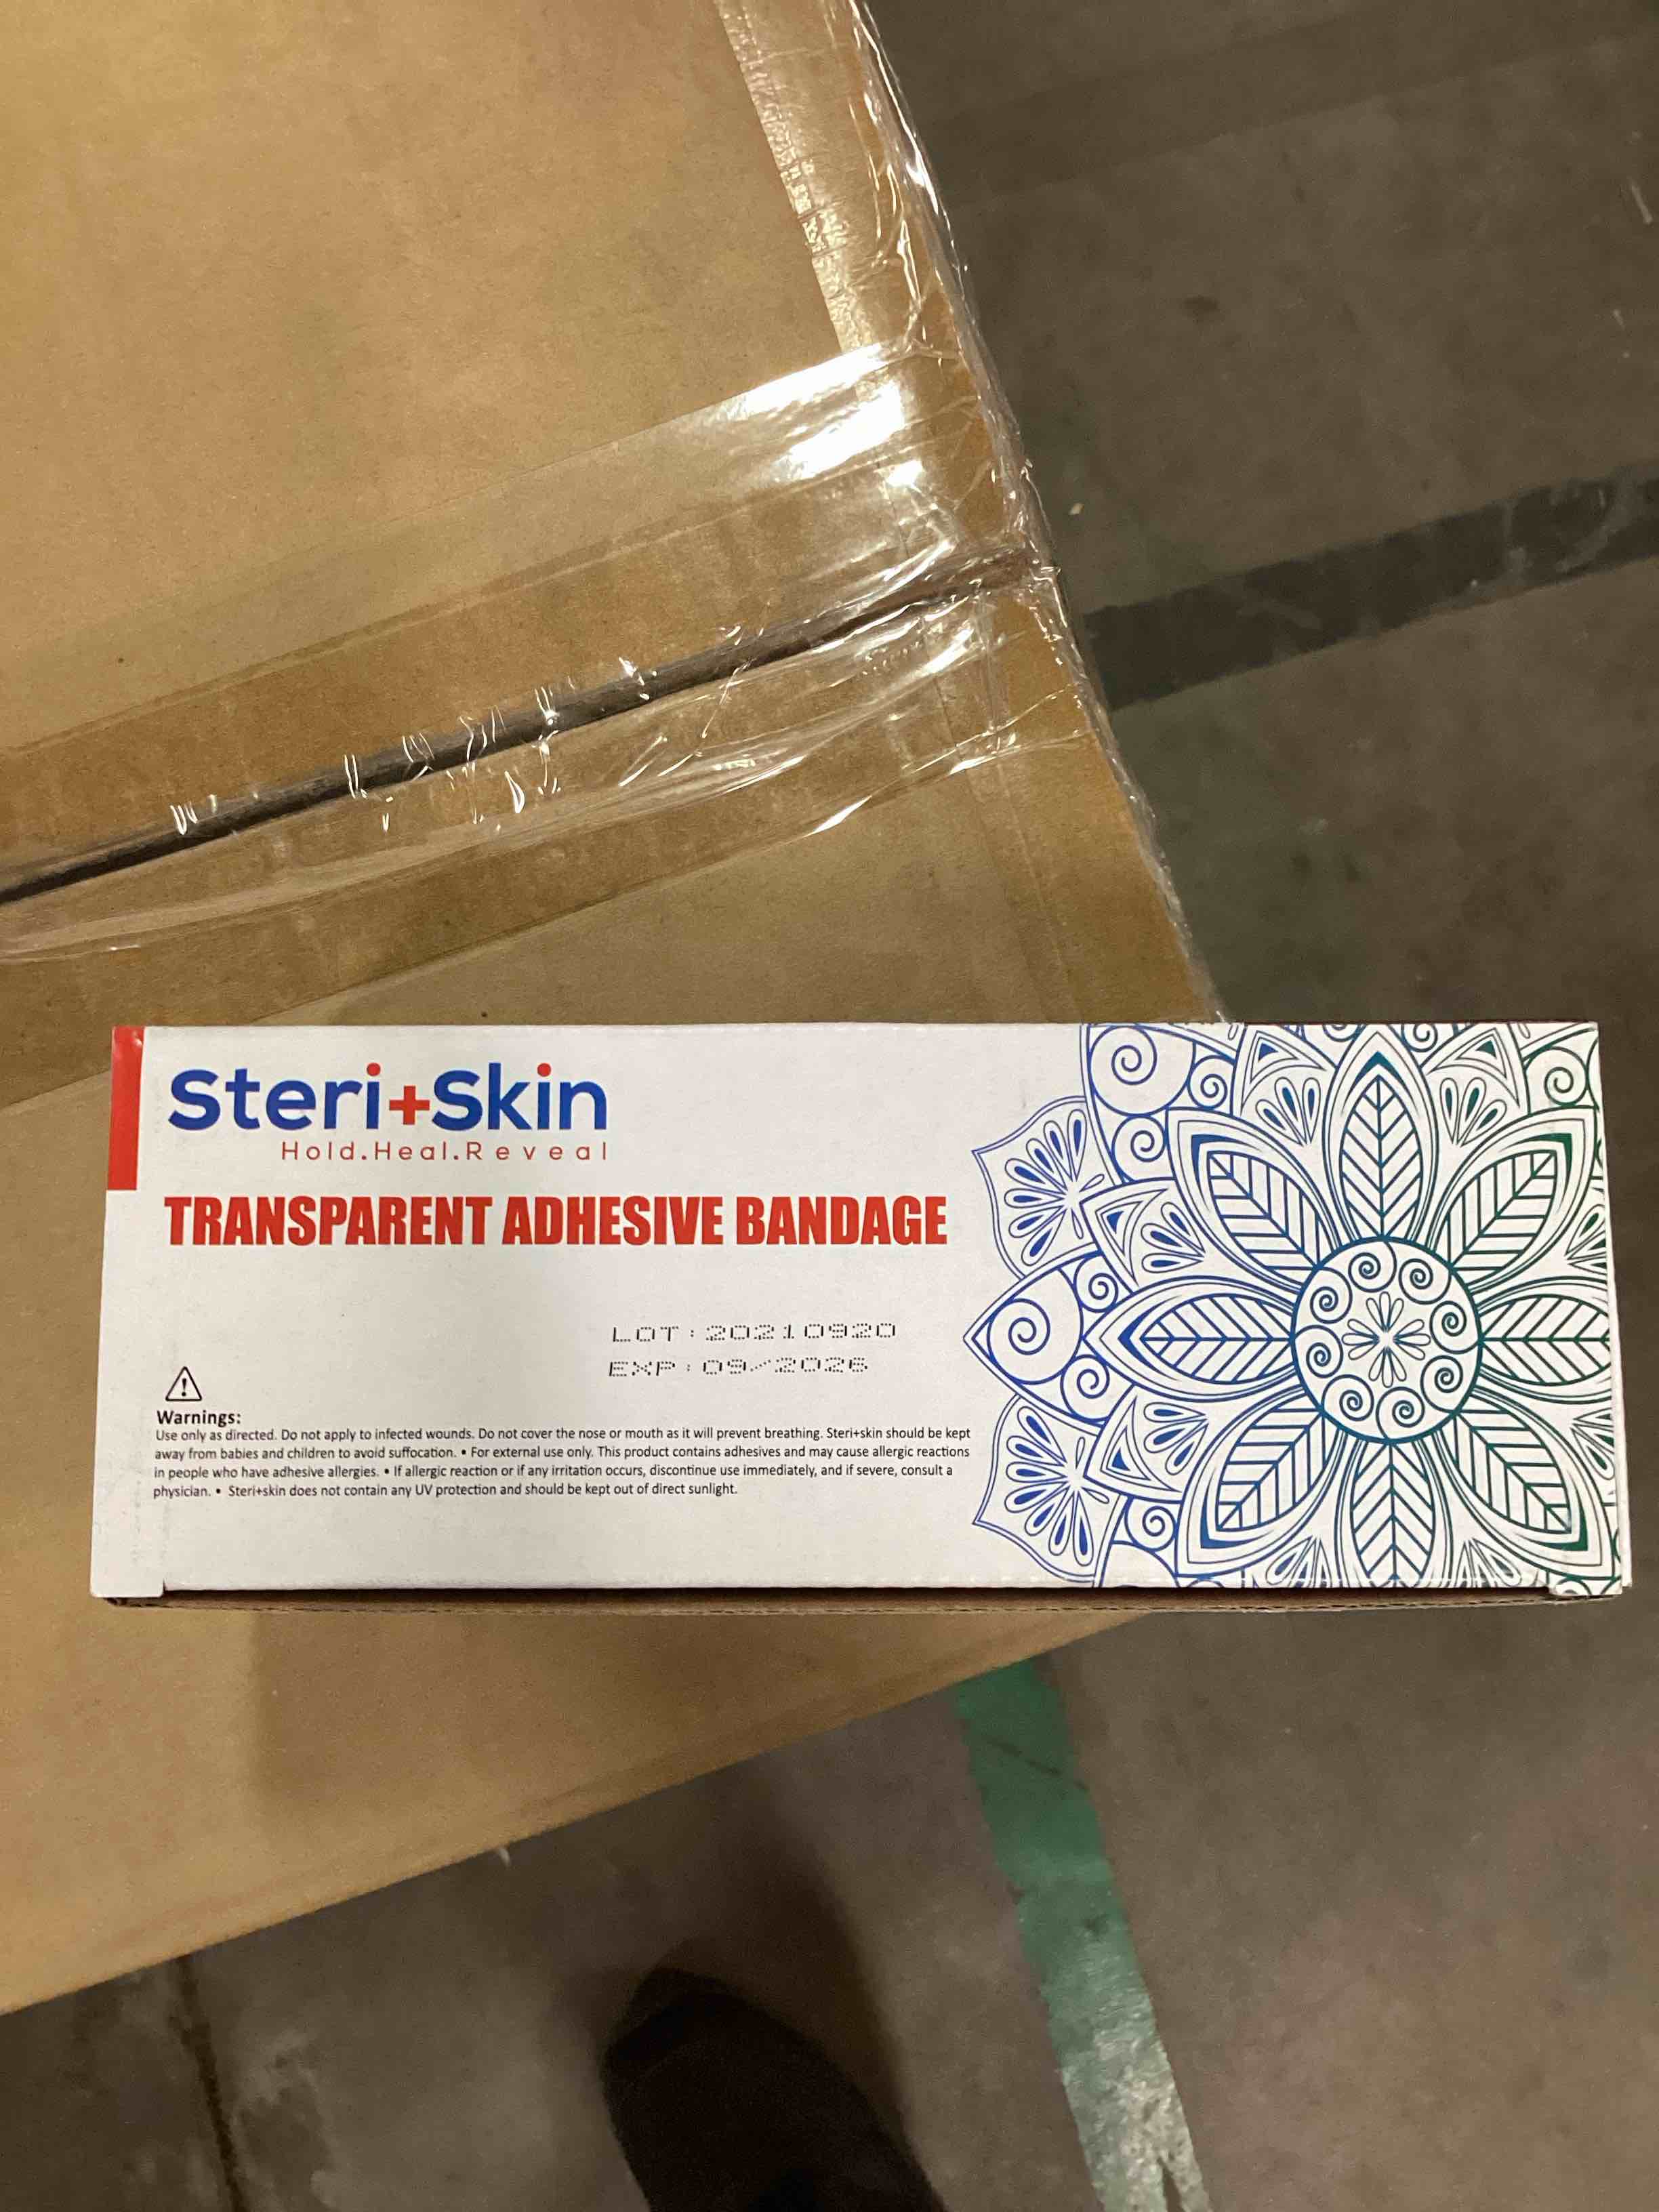 Steri+Skin
Hold.Heal.Reveal
TRANSPARENT ADHESIVE BANDAGE
LOT:20210920
EXP:09/2026
Warnings:
Use only as directed. Do not apply to infected wounds. Do not cover the nose or mouth as it will prevent breathing. Steri+skin should be kept
away from babies and children to avoid suffocation. • For external use only. This product contains adhesives and may cause allergic reactions
in people who have adhesive allergies. • If allergic reaction or if any irritation occurs, discontinue use immediately, and if severe, consult a
physician. • Steri+skin does not contain any UV protection and should be kept out of direct sunlight.